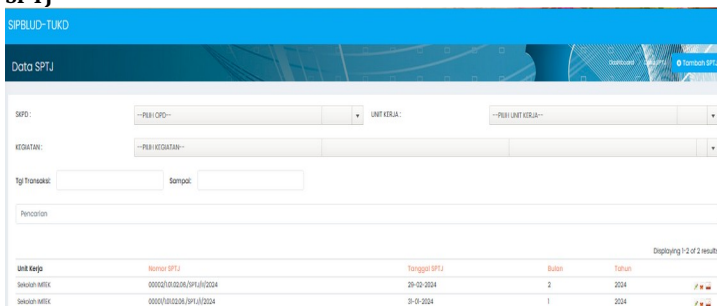 SPTJ
SIPBLUD-TUKD
Data SPTJ
Dashboard
Tambah SPTJ
SKPD :
--PILIH OPD--
UNIT KERJA :
--PILIH UNIT KERJA--
KEGIATAN :
--PILIH KEGIATAN--
Tgl Transaksi:
Sampai:
Pencarian
Displaying 1-2 of 2 results.
Unit Kerja Nomor SPTJ Tanggal SPTJ Bulan Tahun
Sekolah IMTEK 00002/1.01.02.06./SPTJ/II/2024 29-02-2024 2 2024
Sekolah IMTEK 00001/1.01.02.06./SPTJ/I/2024 31-01-2024 1 2024